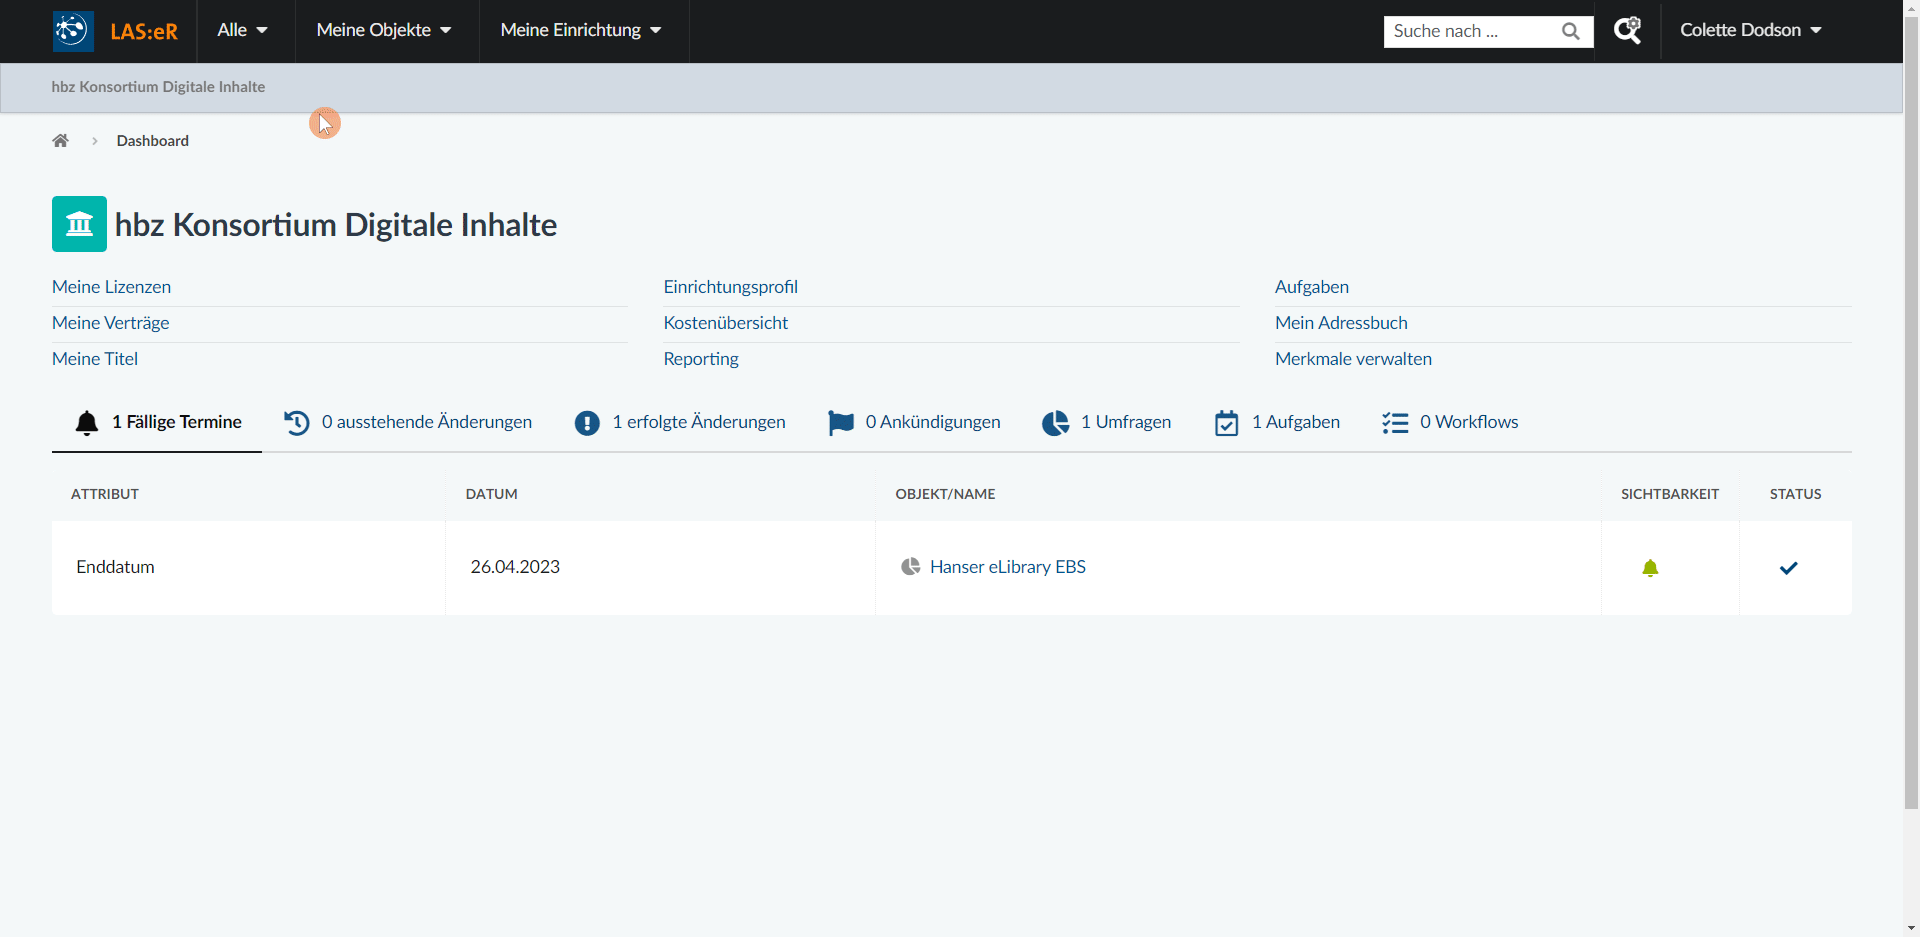 LAS:eR Alle Meine Objekte Meine Einrichtung Suche nach ... Colette Dodson
hbz Konsortium Digitale Inhalte
Dashboard
hbz Konsortium Digitale Inhalte
Meine Lizenzen Einrichtungsprofil Aufgaben
Meine Verträge Kostenübersicht Mein Adressbuch
Meine Titel Reporting Merkmale verwalten
1 Fällige Termine 0 ausstehende Änderungen 1 erfolgte Änderungen 0 Ankündigungen 1 Umfragen 1 Aufgaben 0 Workflows
ATTRIBUT DATUM OBJEKT/NAME SICHTBARKEIT STATUS
Enddatum 26.04.2023 Hanser eLibrary EBS